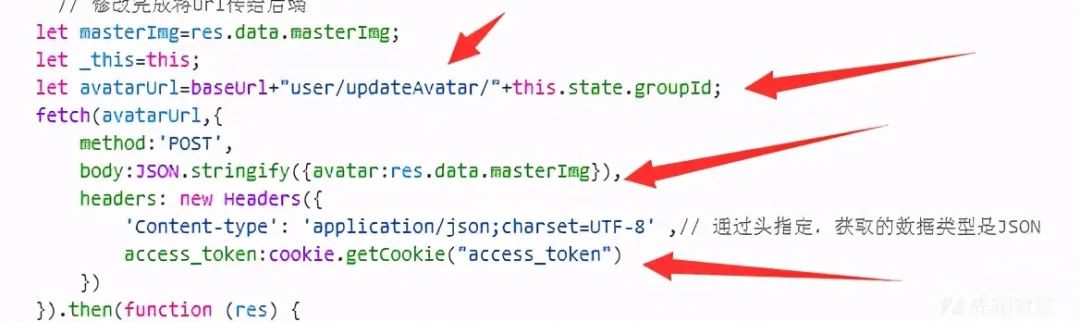 // 修改完成将url传给后端
let masterImg=res.data.masterImg;
let _this=this;
let avatarUrl=baseUrl+"user/updateAvatar/"+this.state.groupId;
fetch(avatarUrl,{
method:'POST',
body:JSON.stringify({avatar:res.data.masterImg}),
headers: new Headers({
'Content-type': 'application/json;charset=UTF-8' ,// 通过头指定，获取的数据类型是JSON
access_token:cookie.getCookie("access_token")
})
}).then(function (res) {
先知社区